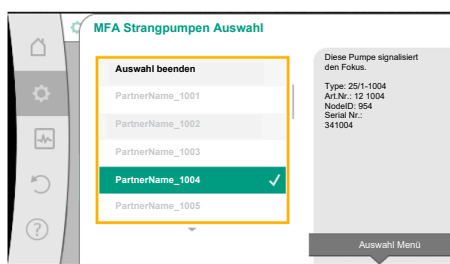 MFA Strangpumpen Auswahl
Auswahl beenden
PartnerName_1001
PartnerName_1002
PartnerName_1003
PartnerName_1004
PartnerName_1005
Diese Pumpe signalisiert
den Fokus.
Type: 25/1-1004
Art.Nr.: 12 1004
NodeID: 954
Serial Nr.:
341004
Auswahl Menü
?